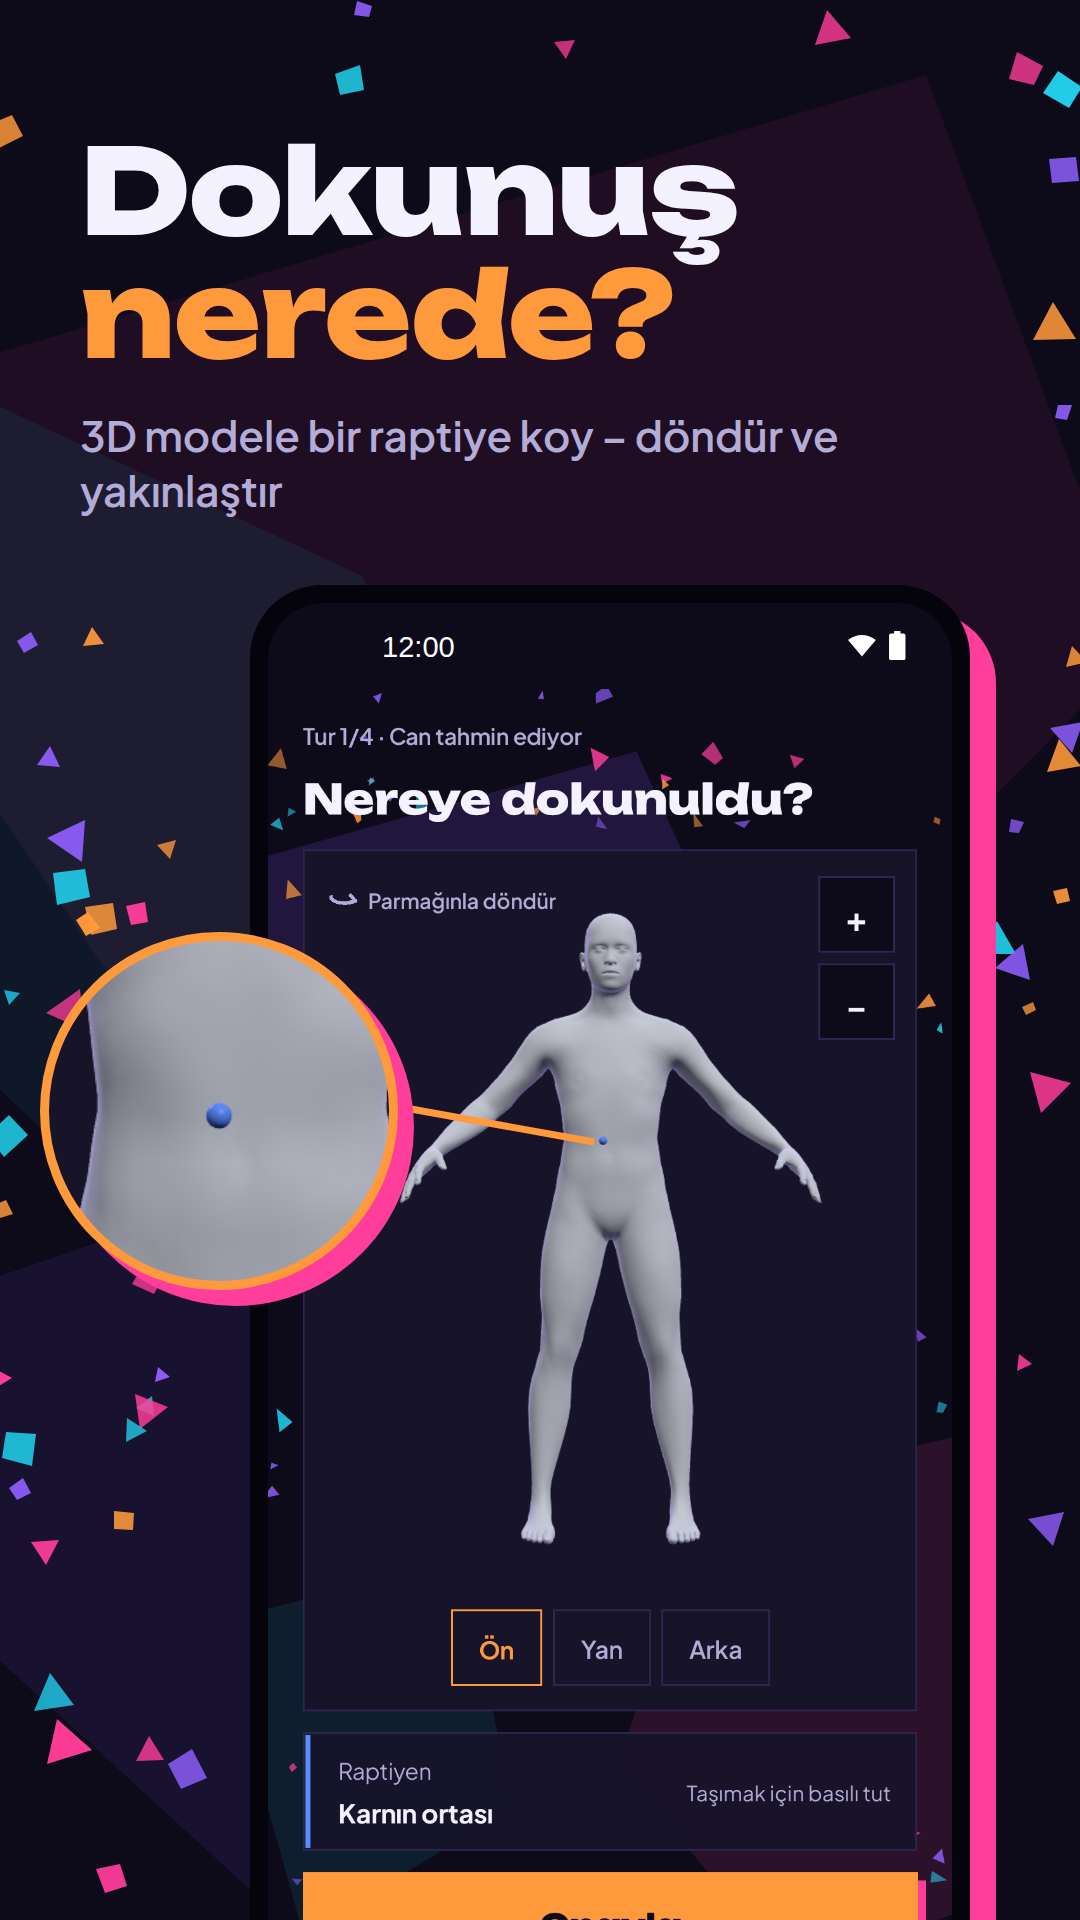 Dokunuş
nerede?
3D modele bir raptiye koy – döndür ve
yakınlaştır
12:00
Tur 1/4 · Can tahmin ediyor
Nereye dokunuldu?
Parmağınla döndür
+
−
Ön
Yan
Arka
Raptiyen
Karnın ortası
Taşımak için basılı tut